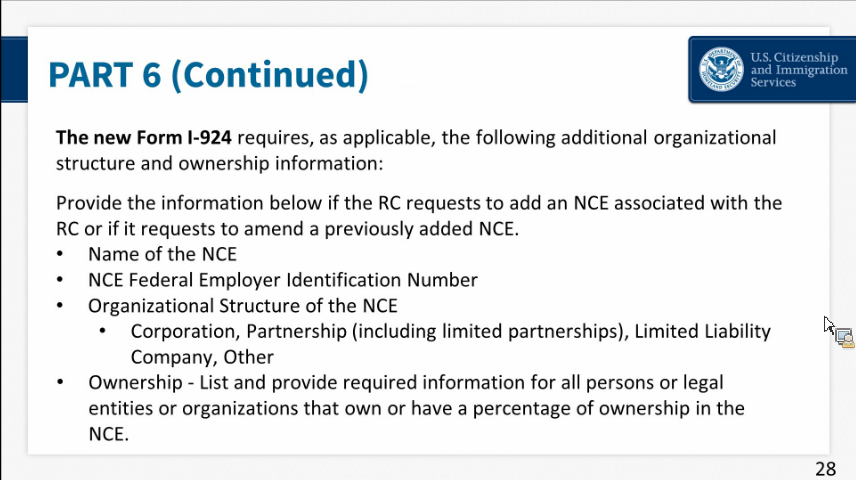 PART 6 (Continued)
U.S. Citizenship
and Immigration
Services
The new Form I-924 requires, as applicable, the following additional organizational
structure and ownership information:
Provide the information below if the RC requests to add an NCE associated with the
RC or if it requests to amend a previously added NCE.
• Name of the NCE
• NCE Federal Employer Identification Number
• Organizational Structure of the NCE
• Corporation, Partnership (including limited partnerships), Limited Liability
Company, Other
• Ownership - List and provide required information for all persons or legal
entities or organizations that own or have a percentage of ownership in the
NCE.
28